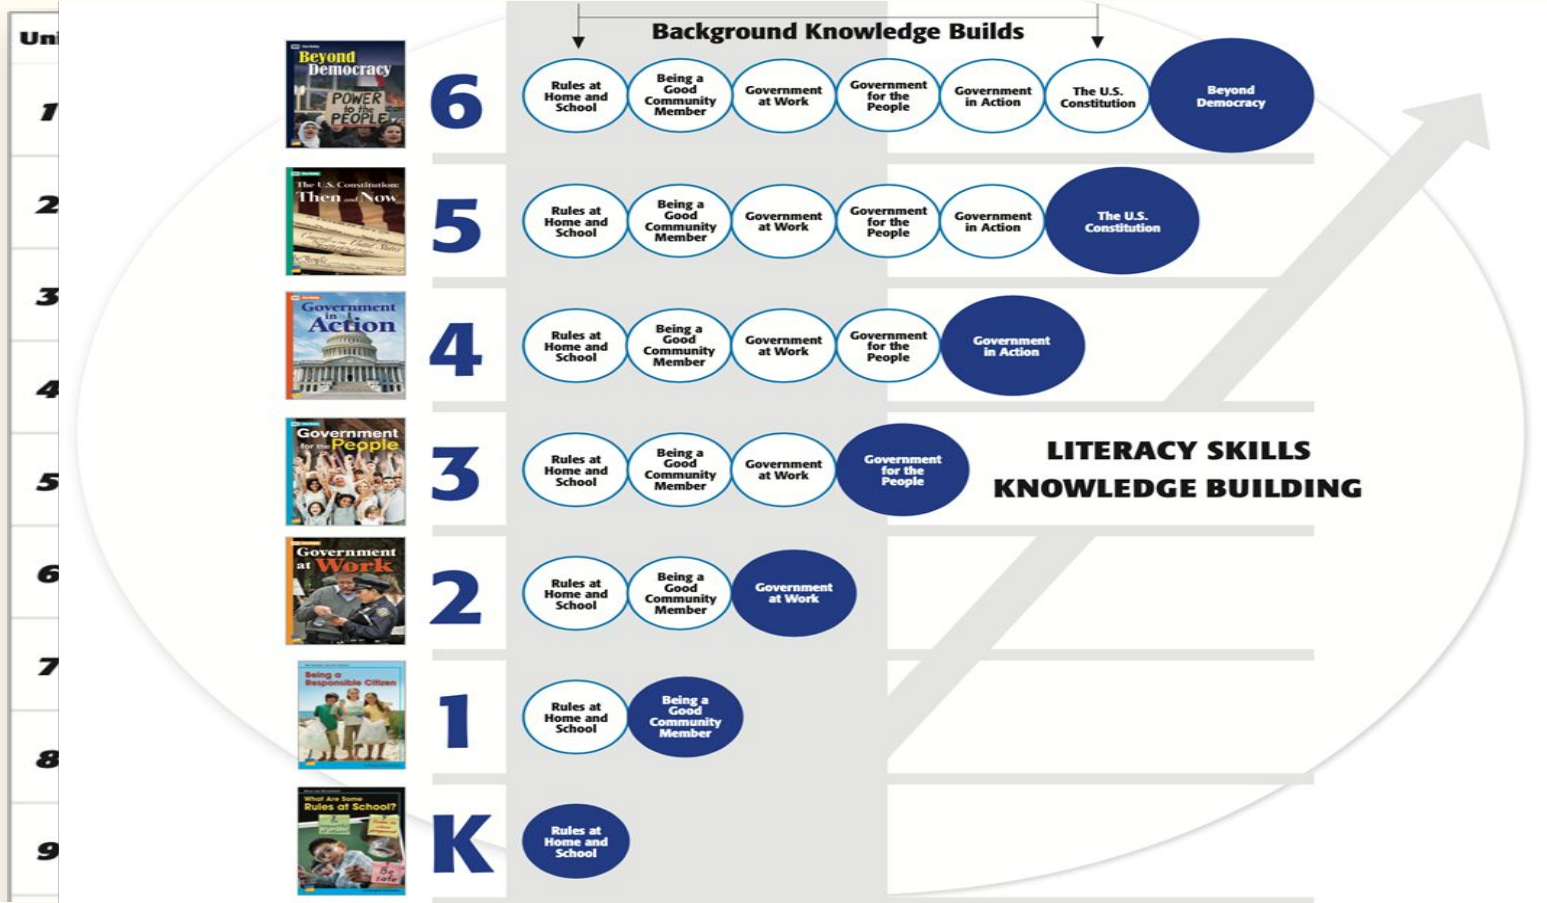 Uni
1
2
3
4
5
6
7
8
9
Background Knowledge Builds
Beyond
Democracy
POWER
to the
PEOPLE
6
Rules at
Home and
School
Being a
Good
Community
Member
Government
at Work
Government
for the
People
Government
in Action
The U.S.
Constitution
Beyond
Democracy
The U.S. Constitution:
Then and Now
5
Rules at
Home and
School
Being a
Good
Community
Member
Government
at Work
Government
for the
People
Government
in Action
The U.S.
Constitution
Government
in
Action
4
Rules at
Home and
School
Being a
Good
Community
Member
Government
at Work
Government
for the
People
Government
in Action
Government
for the People
3
Rules at
Home and
School
Being a
Good
Community
Member
Government
at Work
Government
for the
People
LITERACY SKILLS
KNOWLEDGE BUILDING
Government
at Work
2
Rules at
Home and
School
Being a
Good
Community
Member
Government
at Work
Being a
Responsible Citizen
1
Rules at
Home and
School
Being a
Good
Community
Member
What Are Some
Rules at School?
Be
safe
K
Rules at
Home and
School